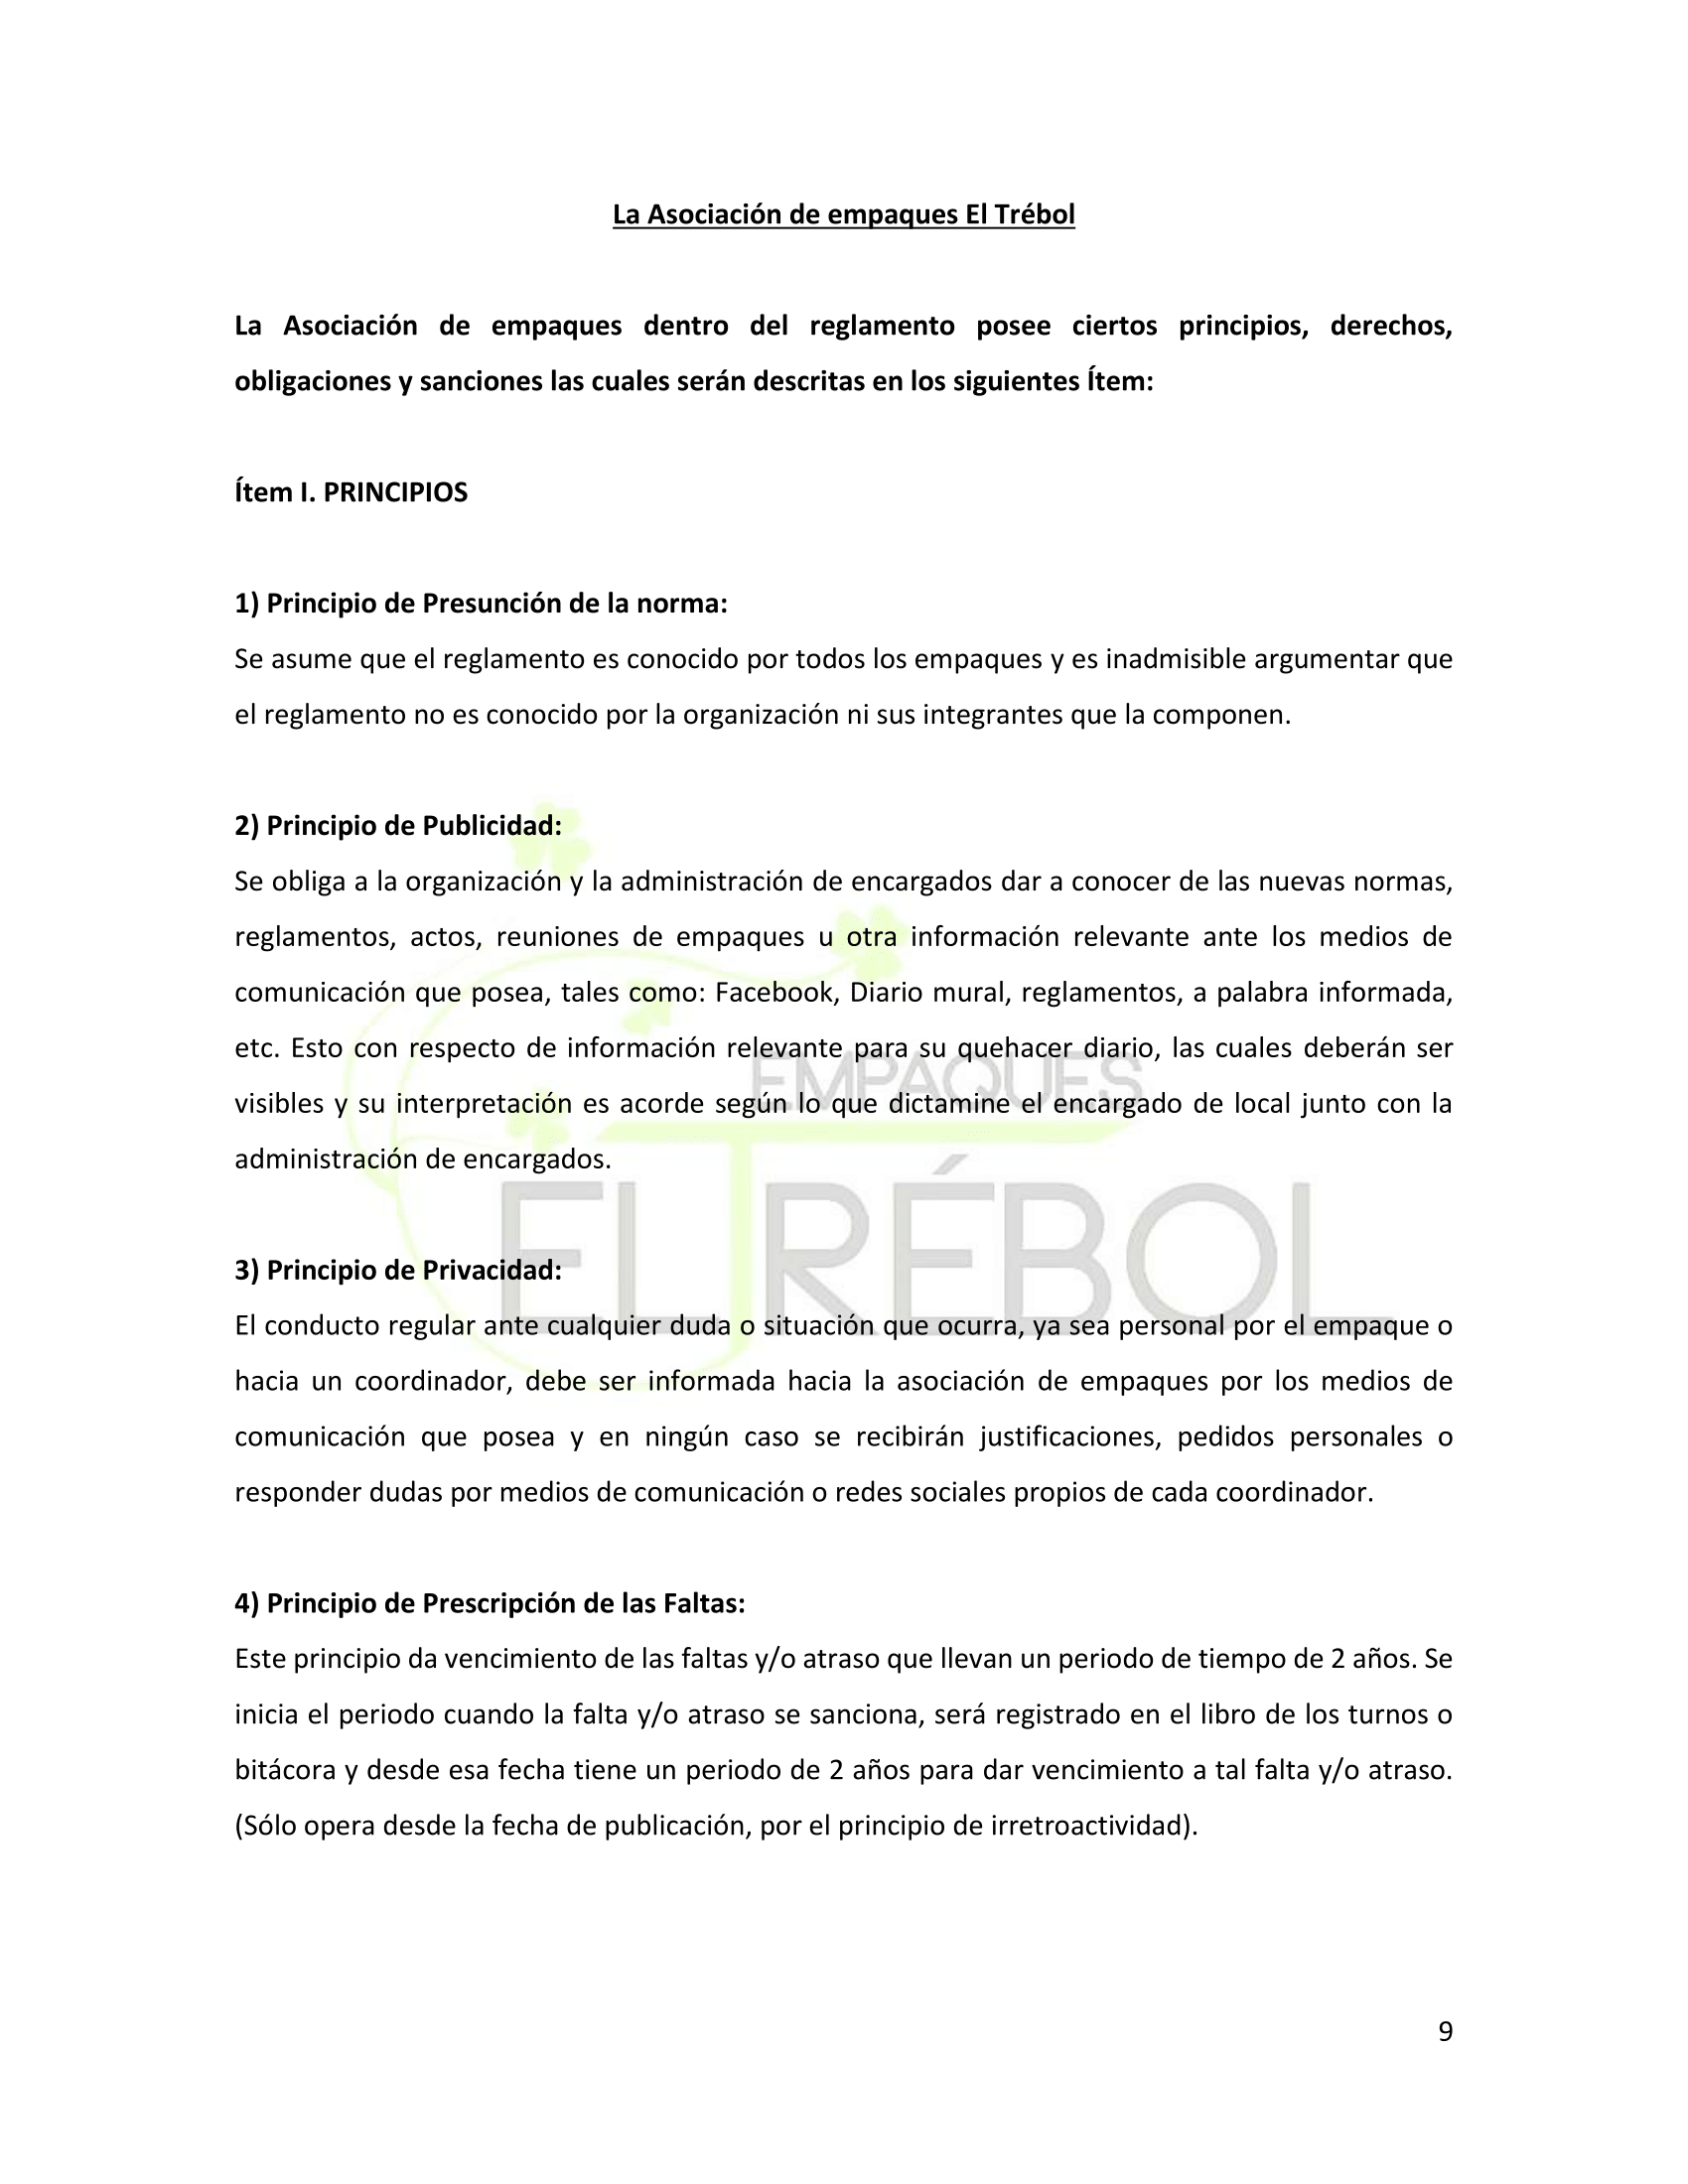 La Asociación de empaques El Trébol
La Asociación de empaques dentro del reglamento posee ciertos principios, derechos,
obligaciones y sanciones las cuales serán descritas en los siguientes Ítem:
Ítem I. PRINCIPIOS
1) Principio de Presunción de la norma:
Se asume que el reglamento es conocido por todos los empaques y es inadmisible argumentar que
el reglamento no es conocido por la organización ni sus integrantes que la componen.
2) Principio de Publicidad:
Se obliga a la organización y la administración de encargados dar a conocer de las nuevas normas,
reglamentos, actos, reuniones de empaques u otra información relevante ante los medios de
comunicación que posea, tales como: Facebook, Diario mural, reglamentos, a palabra informada,
etc. Esto con respecto de información relevante para su quehacer diario, las cuales deberán ser
visibles y su interpretación es acorde según lo que dictamine el encargado de local junto con la
administración de encargados.
EMPAQUES
EL TRÉBOL
3) Principio de Privacidad:
El conducto regular ante cualquier duda o situación que ocurra, ya sea personal por el empaque o
hacia un coordinador, debe ser informada hacia la asociación de empaques por los medios de
comunicación que posea y en ningún caso se recibirán justificaciones, pedidos personales o
responder dudas por medios de comunicación o redes sociales propios de cada coordinador.
4) Principio de Prescripción de las Faltas:
Este principio da vencimiento de las faltas y/o atraso que llevan un periodo de tiempo de 2 años. Se
inicia el periodo cuando la falta y/o atraso se sanciona, será registrado en el libro de los turnos o
bitácora y desde esa fecha tiene un periodo de 2 años para dar vencimiento a tal falta y/o atraso.
(Sólo opera desde la fecha de publicación, por el principio de irretroactividad).
9